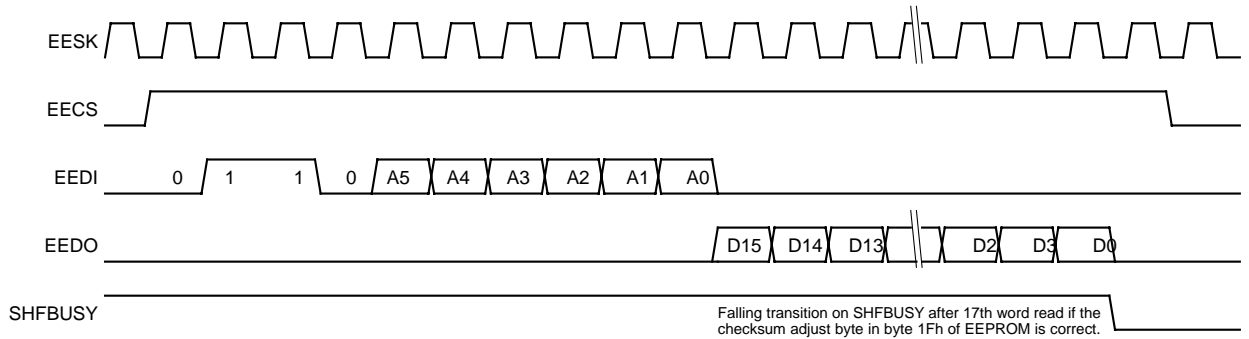 EESK
EECS
EEDI 0 1 1 0 A5 A4 A3 A2 A1 A0
EEDO D15 D14 D13 D2 D3 D0
SHFBUSY
Falling transition on SHFBUSY after 17th word read if the
checksum adjust byte in byte 1Fh of EEPROM is correct.